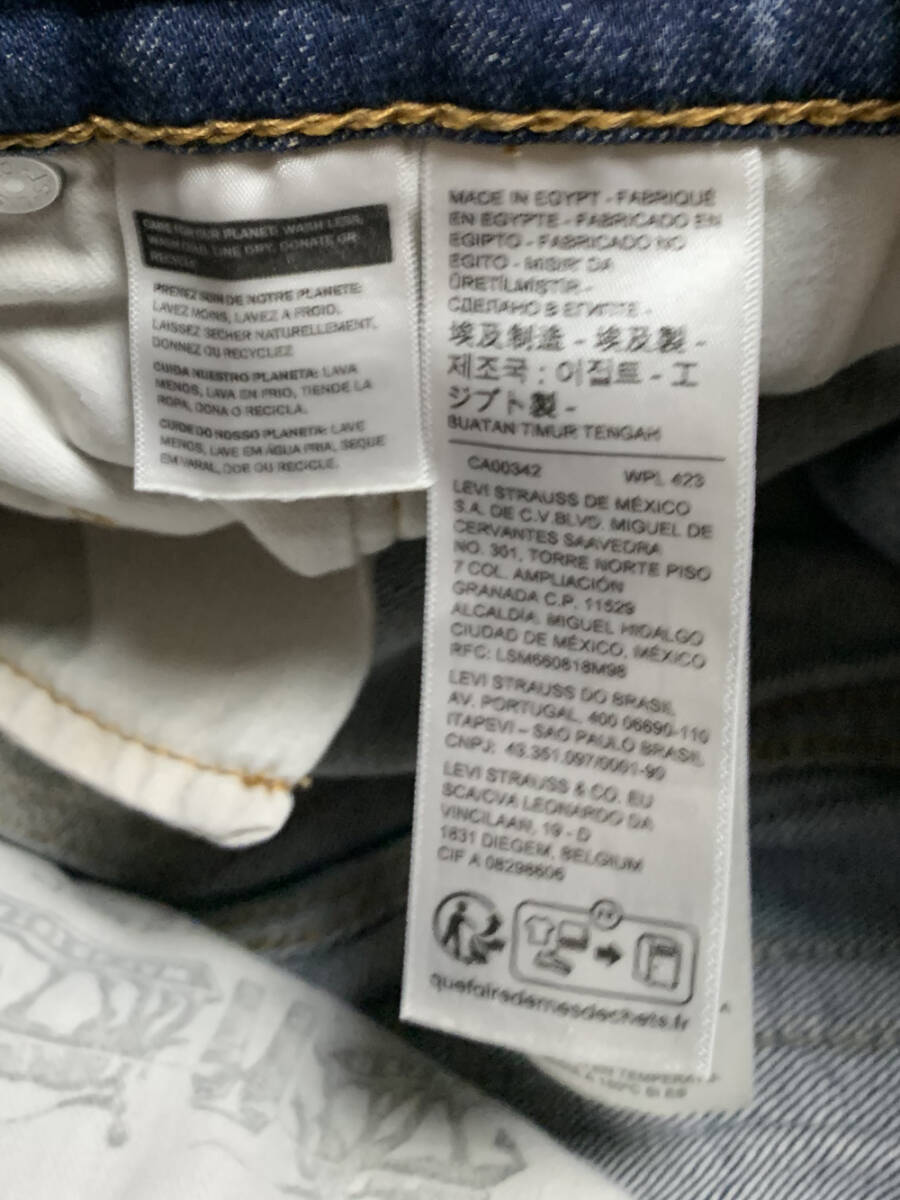 CARE FOR OUR PLANET: WASH LESS,
WASH COLD, LINE DRY, DONATE OR
RECYCLE
PRENEZ SOIN DE NOTRE PLANETE:
LAVEZ MOINS, LAVEZ A FROID,
LAISSEZ SECHER NATURELLEMENT,
DONNEZ OU RECYCLEZ
CUIDA NUESTRO PLANETA: LAVA
MENOS, LAVA EN FRIO, TIENDE LA
ROPA, DONA O RECICLA.
CUIDE DO NOSSO PLANETA: LAVE
MENOS, LAVE EM ÁGUA FRIA, SEQUE
EM VARAL, DOE OU RECICLE.
MADE IN EGYPT - FABRIQUÉ
EN EGYPTE - FABRICADO EN
EGIPTO - FABRICADO NO
EGITO - MISIR'DA
ÜRETİLMİSTİR -
СДЕЛАНО В ЕГИПТЕ -
埃及制造 - 埃及製 -
제조국 : 이집트 - エ
ジプト製 -
BUATAN TIMUR TENGAH
CA00342 WPL 423
LEVI STRAUSS DE MÉXICO
S.A. DE C.V.BLVD. MIGUEL DE
CERVANTES SAAVEDRA
NO. 301, TORRE NORTE PISO
7 COL. AMPLIACIÓN
GRANADA C.P. 11529
ALCALDÍA: MIGUEL HIDALGO
CIUDAD DE MÉXICO, MÉXICO
RFC: LSM660818M98
LEVI STRAUSS DO BRASIL
AV. PORTUGAL, 400 06690-110
ITAPEVI – SAO PAULO BRASIL
CNPJ: 43.351.097/0001-90
LEVI STRAUSS & CO. EU
SCA/CVA LEONARDO DA
VINCILAAN, 19 - D
1831 DIEGEM, BELGIUM
CIF A 08298606
FR
quefairedemesdechets.fr